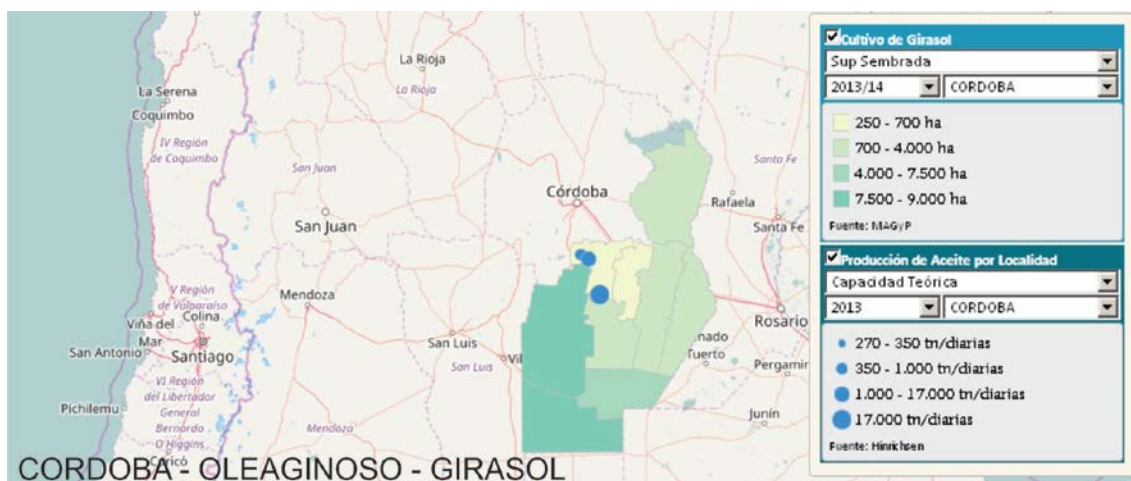 La Rioja
La Rioja
La Serena
Coquimbo
IV Región
de Coquimbo
San Juan
Santa Fe
Córdoba
Rafaela
San Juan
Santa Fe
Par
V Región
de Valparaíso
Mendoza
Viña del
Mar
Colina
San Luis
Rosario
San Antonio
Santiago
Vil
nado
Tuerto
San Luis
Pergamir
VI Región
del Libertador
General
Bernardo
O'Higgins
Pichilemu
Mendoza
Junín
Curicó
CORDOBA - OLEAGINOSO - GIRASOL
Cultivo de Girasol
Sup Sembrada
2013/14 CORDOBA
250 - 700 ha
700 - 4.000 ha
4.000 - 7.500 ha
7.500 - 9.000 ha
Fuente: MAGyP
Producción de Aceite por Localidad
Capacidad Teórica
2013 CORDOBA
270 - 350 tn/diarias
350 - 1.000 tn/diarias
1.000 - 17.000 tn/diarias
17.000 tn/diarias
Fuente: Hinrichsen